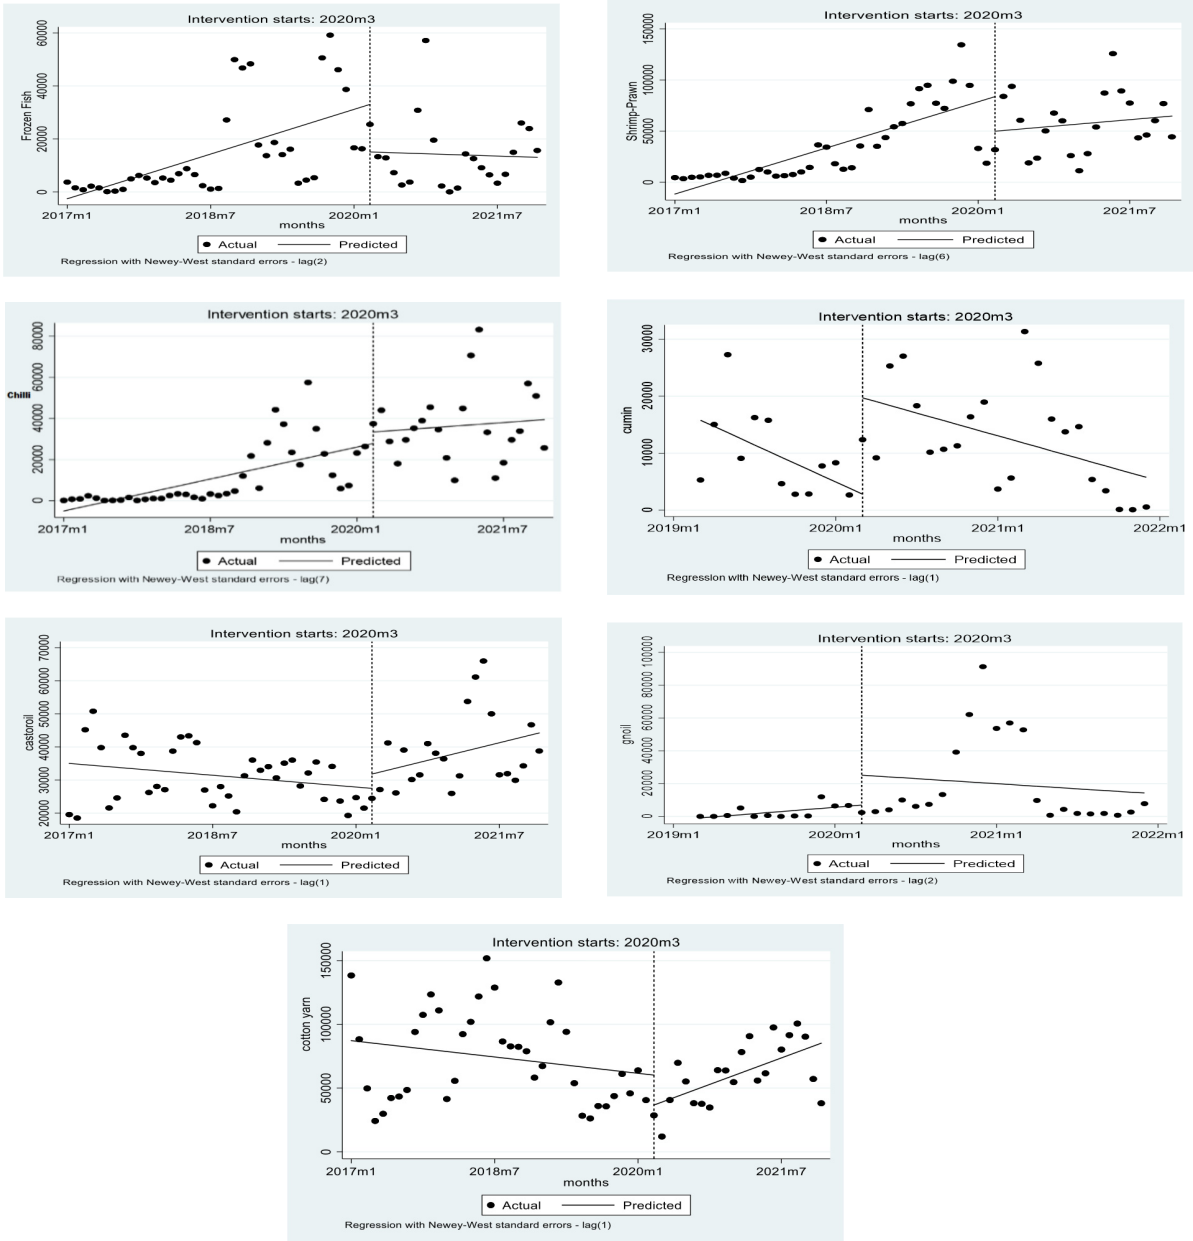 Intervention starts: 2020m3
60000
40000
20000
0
Frozen Fish
2017m1 2018m7 2020m1 2021m7
months
Actual Predicted
Regression with Newey-West standard errors - lag(2)
Intervention starts: 2020m3
150000
100000
50000
0
Shrimp-Prawn
2017m1 2018m7 2020m1 2021m7
months
Actual Predicted
Regression with Newey-West standard errors - lag(6)
Intervention starts: 2020m3
80000
60000
40000
20000
0
Chilli
2017m1 2018m7 2020m1 2021m7
months
Actual Predicted
Regression with Newey-West standard errors - lag(7)
Intervention starts: 2020m3
30000
20000
10000
0
cumin
2019m1 2020m1 2021m1 2022m1
months
Actual Predicted
Regression with Newey-West standard errors - lag(1)
Intervention starts: 2020m3
70000
60000
50000
40000
30000
20000
castoroil
2017m1 2018m7 2020m1 2021m7
months
Actual Predicted
Regression with Newey-West standard errors - lag(1)
Intervention starts: 2020m3
100000
80000
60000
40000
20000
0
gnoil
2019m1 2020m1 2021m1 2022m1
months
Actual Predicted
Regression with Newey-West standard errors - lag(2)
Intervention starts: 2020m3
150000
100000
50000
0
cotton yarn
2017m1 2018m7 2020m1 2021m7
months
Actual Predicted
Regression with Newey-West standard errors - lag(1)